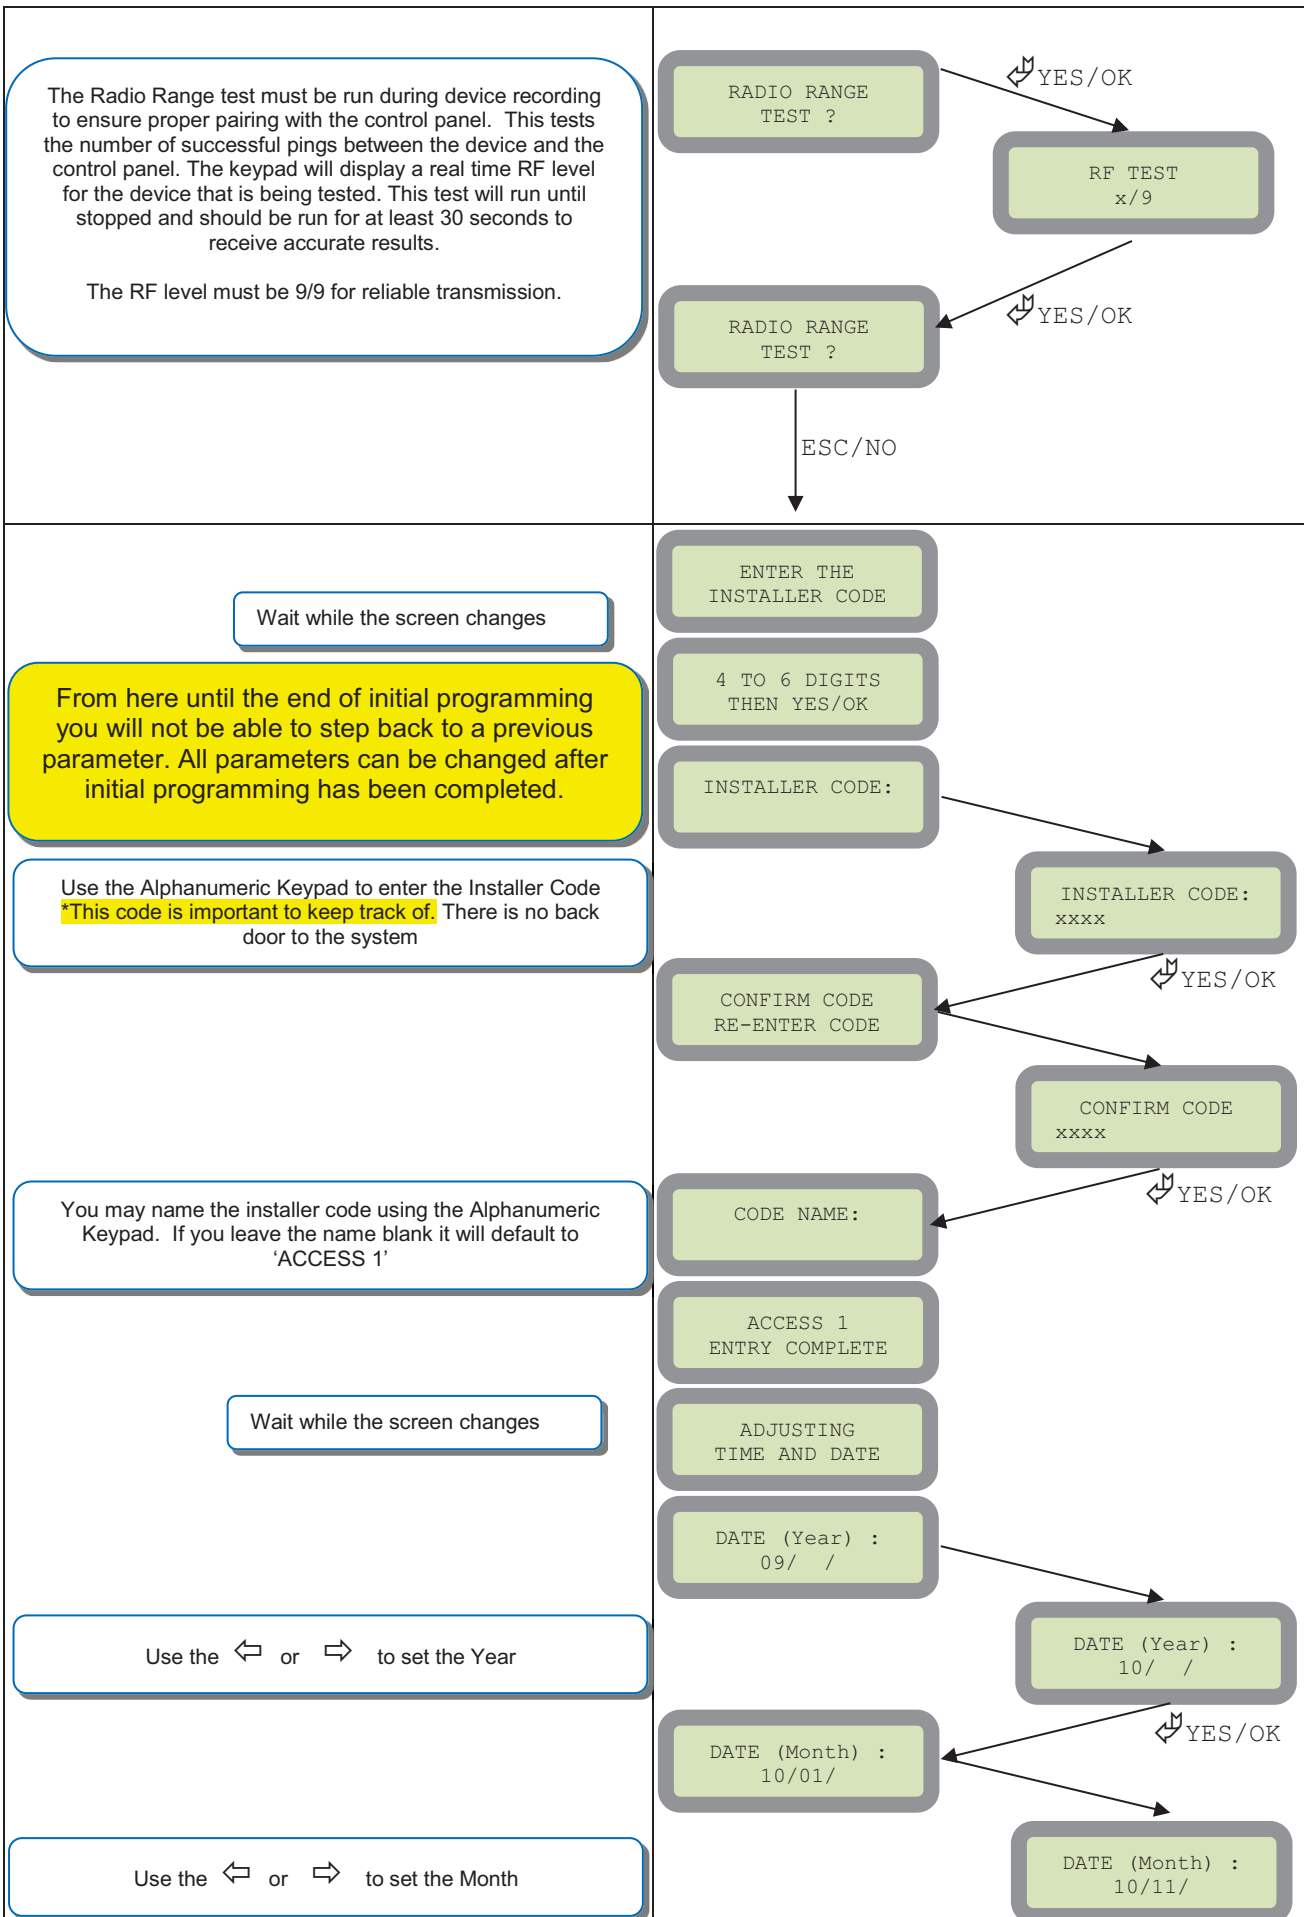 The Radio Range test must be run during device recording
to ensure proper pairing with the control panel.  This tests
the number of successful pings between the device and the
control panel. The keypad will display a real time RF level
for the device that is being tested. This test will run until
stopped and should be run for at least 30 seconds to
receive accurate results.
The RF level must be 9/9 for reliable transmission.
RADIO RANGE
TEST ?
YES/OK
RF TEST
x/9
YES/OK
RADIO RANGE
TEST ?
ESC/NO
ENTER THE
INSTALLER CODE
Wait while the screen changes
4 TO 6 DIGITS
THEN YES/OK
From here until the end of initial programming
you will not be able to step back to a previous
parameter. All parameters can be changed after
initial programming has been completed.
INSTALLER CODE:
Use the Alphanumeric Keypad to enter the Installer Code
*This code is important to keep track of. There is no back
door to the system
INSTALLER CODE:
xxxx
YES/OK
CONFIRM CODE
RE-ENTER CODE
CONFIRM CODE
xxxx
YES/OK
You may name the installer code using the Alphanumeric
Keypad.  If you leave the name blank it will default to
‘ACCESS 1’
CODE NAME:
ACCESS 1
ENTRY COMPLETE
Wait while the screen changes
ADJUSTING
TIME AND DATE
DATE (Year) :
09/  /
Use the ⇦ or ⇨ to set the Year
DATE (Year) :
10/  /
YES/OK
DATE (Month) :
10/01/
Use the ⇦ or ⇨ to set the Month
DATE (Month) :
10/11/